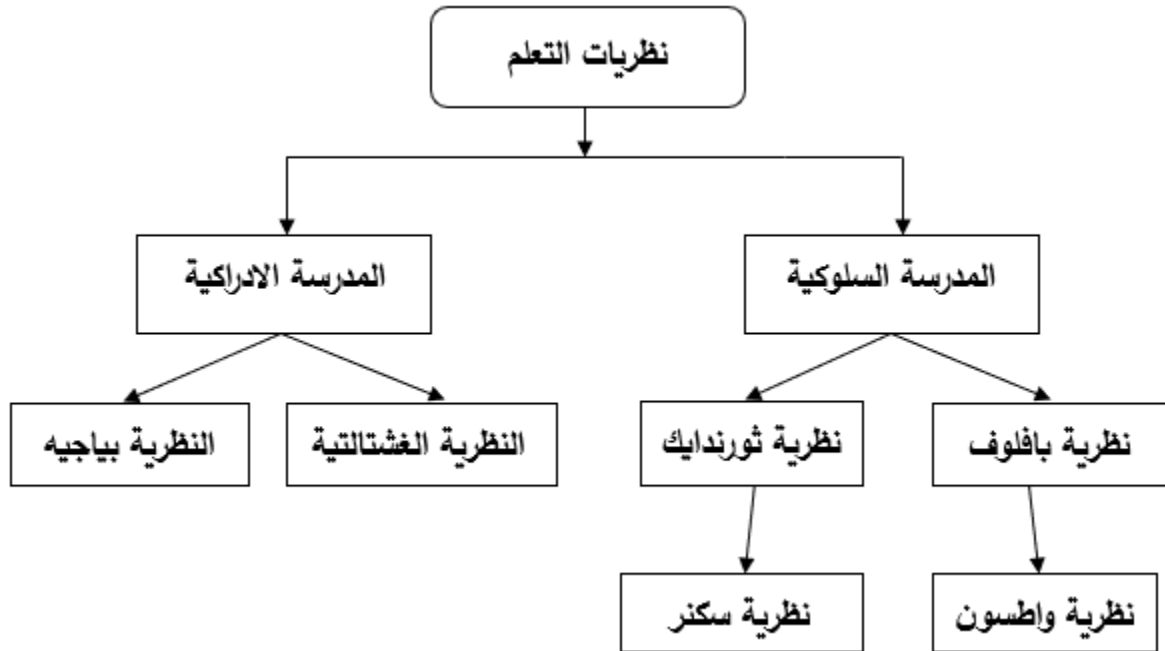 نظريات التعلم
المدرسة السلوكية
المدرسة الادراكية
نظرية بافلوف
نظرية ثورندايك
النظرية الغشتالتية
النظرية بياجيه
نظرية واطسون
نظرية سكنر